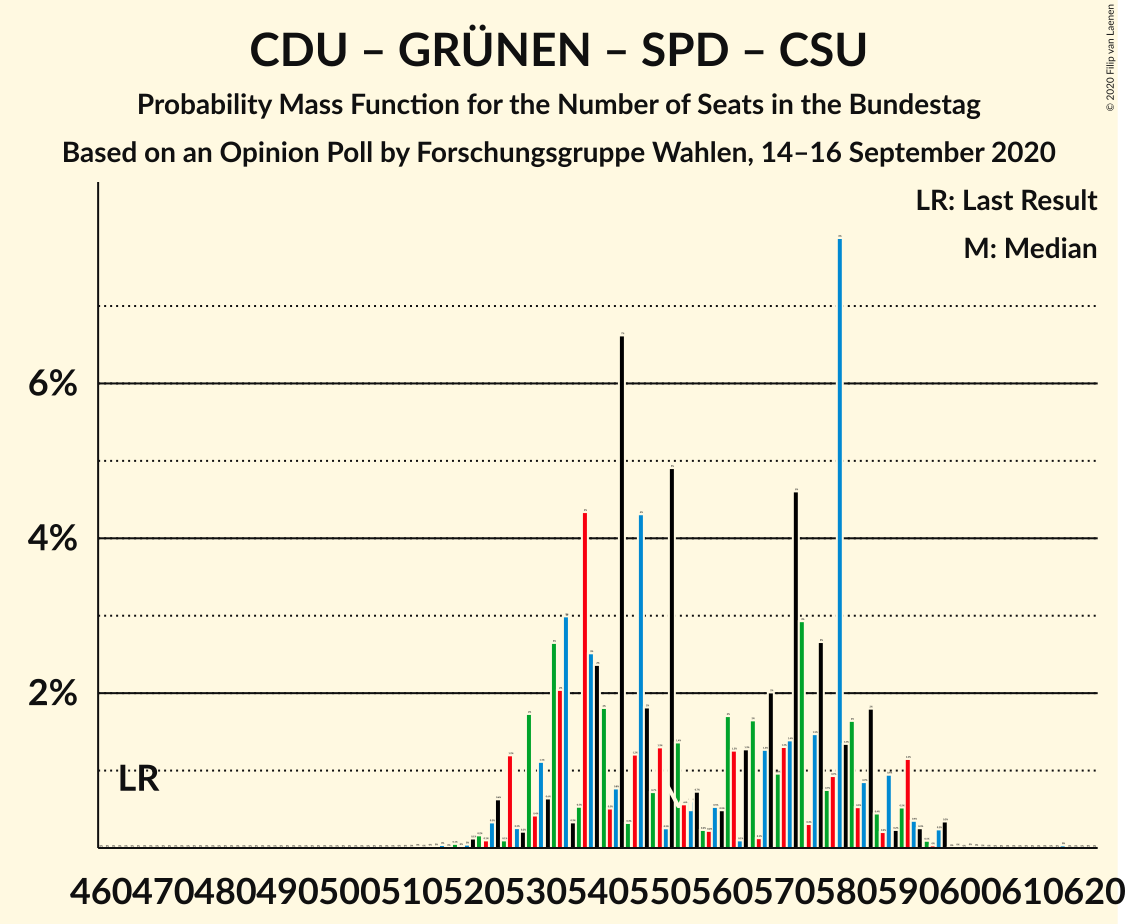 CDU – GRÜNEN – SPD – CSU
Probability Mass Function for the Number of Seats in the Bundestag
Based on an Opinion Poll by Forschungsgruppe Wahlen, 14–16 September 2020
© 2020 Filip van Laenen
LR: Last Result
M: Median
6%
4%
2%
LR
460470480490500510520530540550560570580590600610620